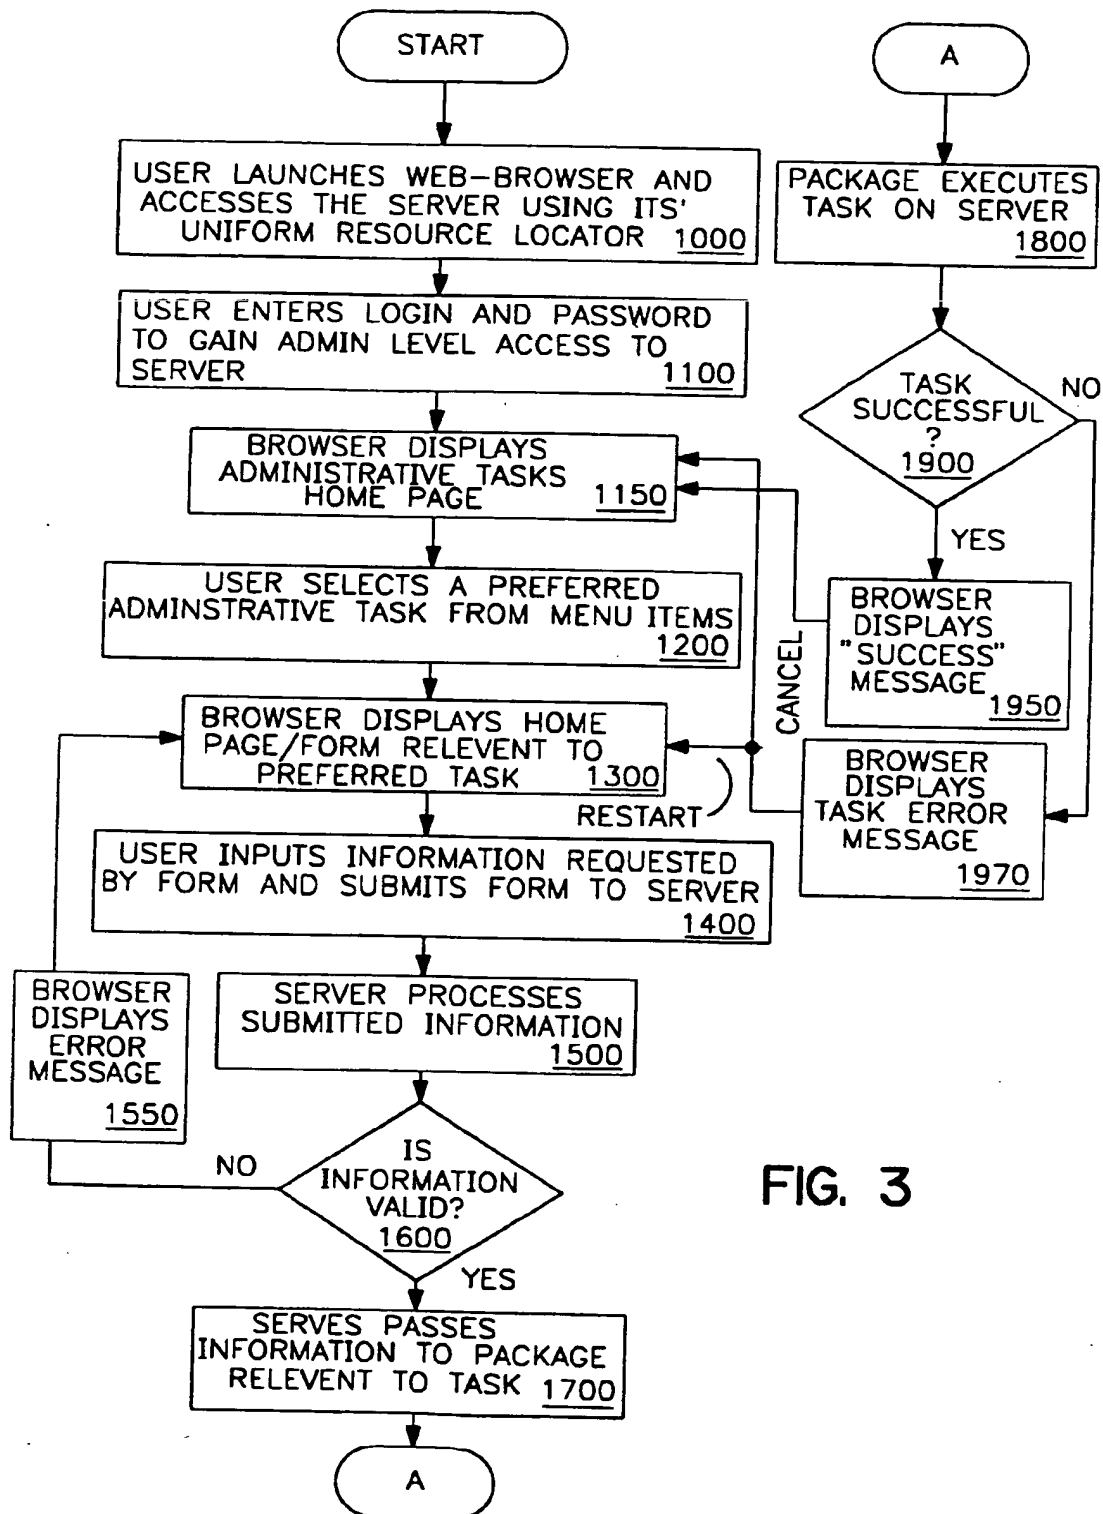 START
USER LAUNCHES WEB-BROWSER AND
ACCESSES THE SERVER USING ITS'
UNIFORM RESOURCE LOCATOR 1000
USER ENTERS LOGIN AND PASSWORD
TO GAIN ADMIN LEVEL ACCESS TO
SERVER 1100
BROWSER DISPLAYS
ADMINISTRATIVE TASKS
HOME PAGE 1150
USER SELECTS A PREFERRED
ADMINSTRATIVE TASK FROM MENU ITEMS
1200
BROWSER DISPLAYS HOME
PAGE/FORM RELEVENT TO
PREFERRED TASK 1300
USER INPUTS INFORMATION REQUESTED
BY FORM AND SUBMITS FORM TO SERVER
1400
SERVER PROCESSES
SUBMITTED INFORMATION
1500
BROWSER
DISPLAYS
ERROR
MESSAGE
1550
NO
IS
INFORMATION
VALID?
1600
YES
SERVES PASSES
INFORMATION TO PACKAGE
RELEVENT TO TASK 1700
A
A
PACKAGE EXECUTES
TASK ON SERVER
1800
TASK
SUCCESSFUL
?
1900
NO
YES
BROWSER
DISPLAYS
"SUCCESS"
MESSAGE 1950
CANCEL
RESTART
BROWSER
DISPLAYS
TASK ERROR
MESSAGE
1970
FIG. 3